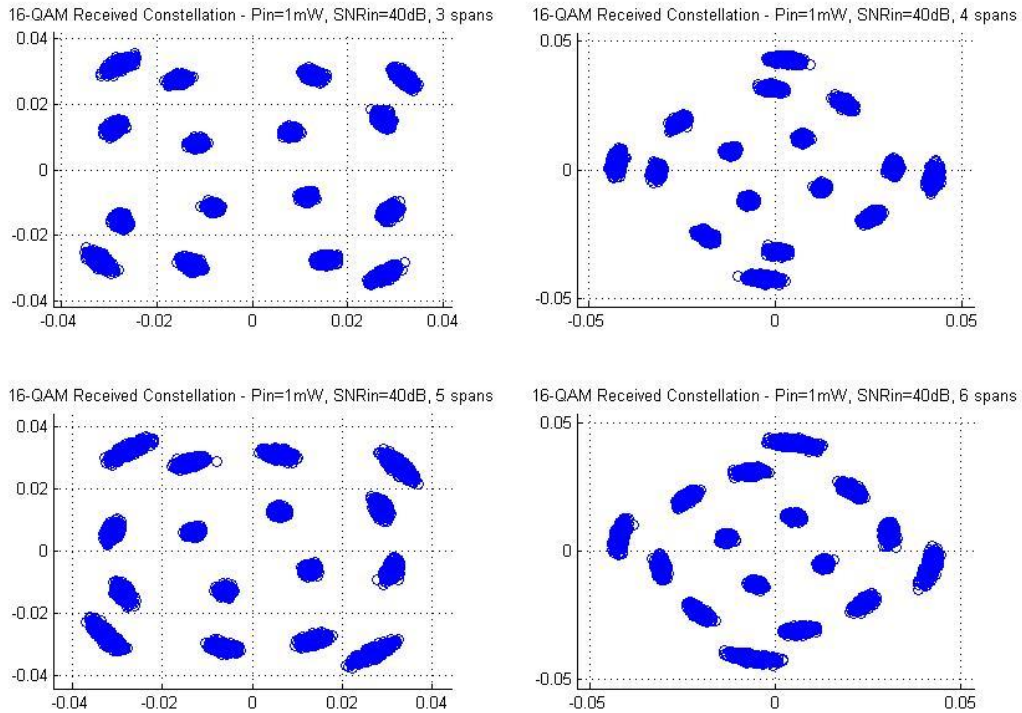 16-QAM Received Constellation - Pin=1mW, SNRin=40dB, 3 spans
0.04
0.02
0
-0.02
-0.04
-0.04 -0.02 0 0.02 0.04
16-QAM Received Constellation - Pin=1mW, SNRin=40dB, 4 spans
0.05
0
-0.05
-0.05 0 0.05
16-QAM Received Constellation - Pin=1mW, SNRin=40dB, 5 spans
0.04
0.02
0
-0.02
-0.04
-0.04 -0.02 0 0.02 0.04
16-QAM Received Constellation - Pin=1mW, SNRin=40dB, 6 spans
0.05
0
-0.05
-0.05 0 0.05